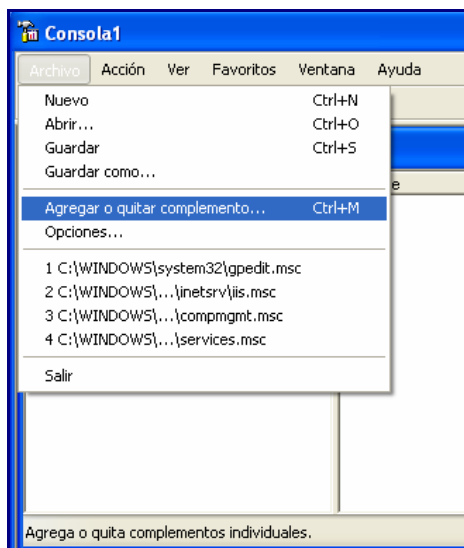 Consola1
Archivo Acción Ver Favoritos Ventana Ayuda
Nuevo Ctrl+N
Abrir... Ctrl+O
Guardar Ctrl+S
Guardar como...
Agregar o quitar complemento... Ctrl+M
Opciones...
1 C:\WINDOWS\system32\gpedit.msc
2 C:\WINDOWS\...\inetsrv\iis.msc
3 C:\WINDOWS\...\compmgmt.msc
4 C:\WINDOWS\...\services.msc
Salir
Agrega o quita complementos individuales.